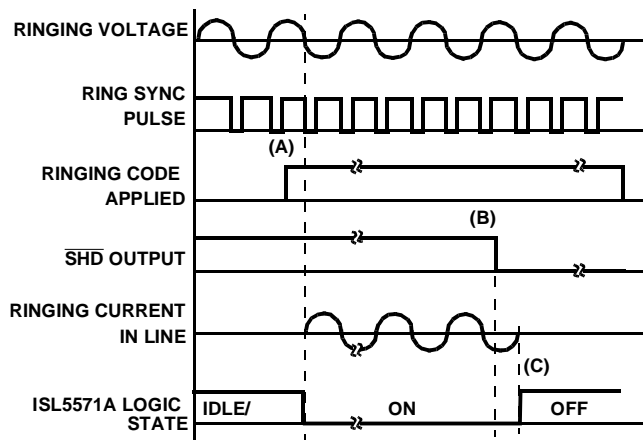 RINGING VOLTAGE
RING SYNC
PULSE
(A)
RINGING CODE
APPLIED
(B)
SHD OUTPUT
RINGING CURRENT
IN LINE
(C)
ISL5571A LOGIC
STATE
IDLE/
ON
OFF